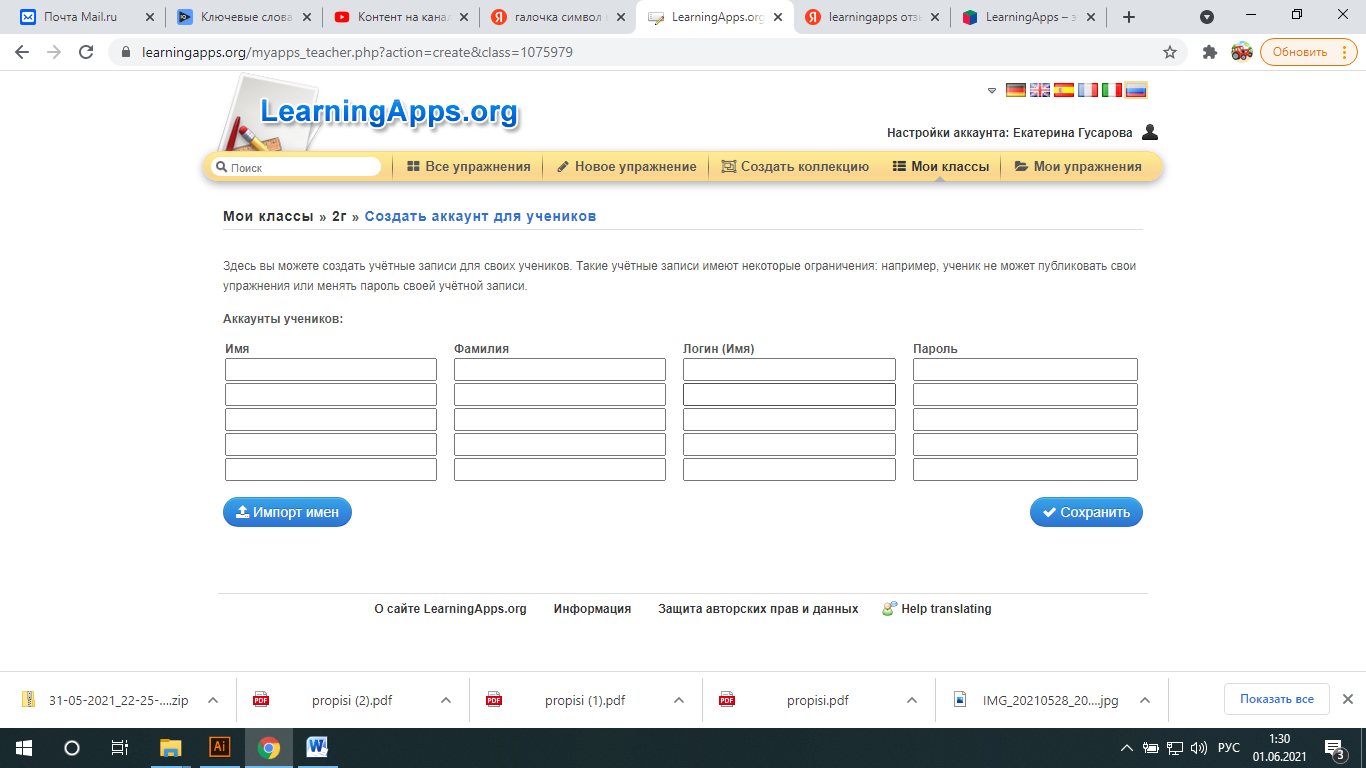 Почта Mail.ru
Ключевые слова
Контент на кана
галочка символ
LearningApps.org
learningapps отз
LearningApps – э
learningapps.org/myapps_teacher.php?action=create&class=1075979
Обновить
LearningApps.org
Настройки аккаунта: Екатерина Гусарова
Поиск
Все упражнения
Новое упражнение
Создать коллекцию
Мои классы
Мои упражнения
Мои классы » 2г » Создать аккаунт для учеников
Здесь вы можете создать учётные записи для своих учеников. Такие учётные записи имеют некоторые ограничения: например, ученик не может публиковать свои
упражнения или менять пароль своей учётной записи.
Аккаунты учеников:
Имя Фамилия Логин (Имя) Пароль
Импорт имен
Сохранить
О сайте LearningApps.org Информация Защита авторских прав и данных Help translating
31-05-2021_22-25-....zip
PDF propisi (2).pdf
PDF propisi (1).pdf
PDF propisi.pdf
IMG_20210528_20....jpg
Показать все
Ai
W
РУС
1:30
01.06.2021
3